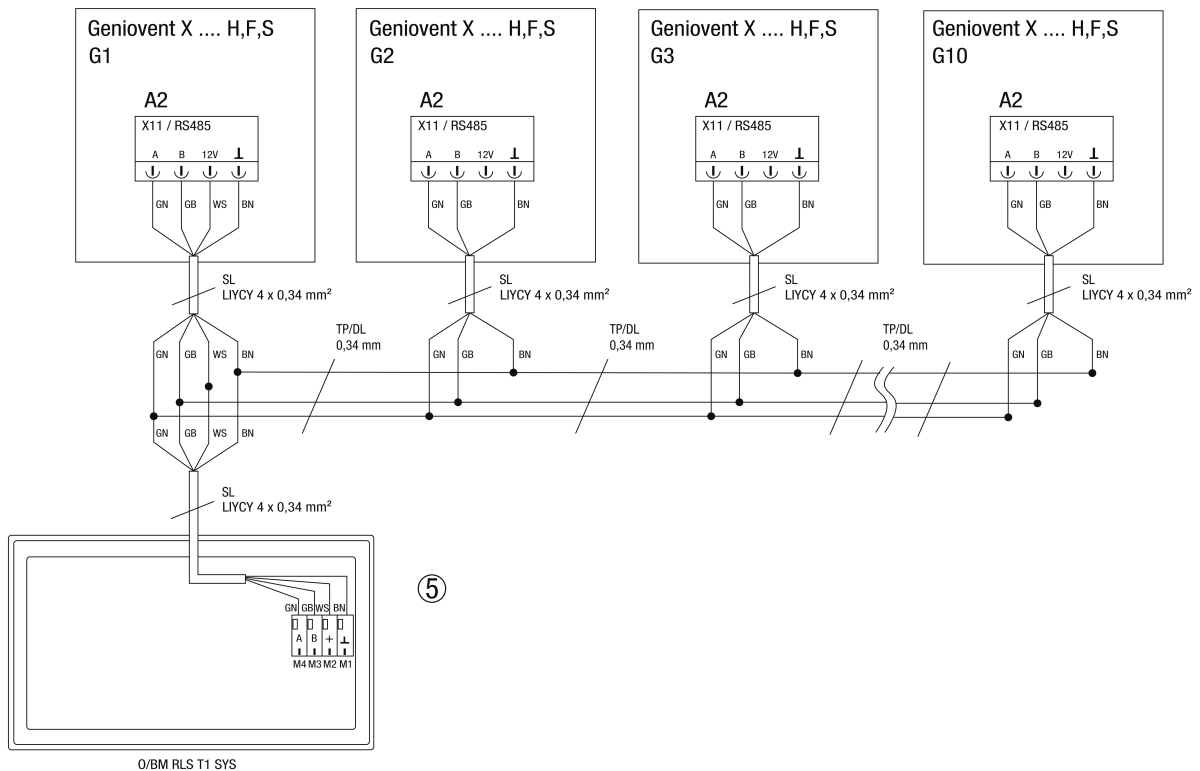 Geniovent X .... H,F,S
G1
A2
X11 / RS485
A B 12V ⊥
GN GB WS BN
SL
LIYCY 4 x 0,34 mm²
Geniovent X .... H,F,S
G2
A2
X11 / RS485
A B 12V ⊥
GN GB BN
SL
LIYCY 4 x 0,34 mm²
Geniovent X .... H,F,S
G3
A2
X11 / RS485
A B 12V ⊥
GN GB BN
SL
LIYCY 4 x 0,34 mm²
Geniovent X .... H,F,S
G10
A2
X11 / RS485
A B 12V ⊥
GN GB BN
SL
LIYCY 4 x 0,34 mm²
GN GB WS BN
TP/DL
0,34 mm
GN GB BN
TP/DL
0,34 mm
GN GB BN
TP/DL
0,34 mm
GN GB BN
GN GB WS BN
SL
LIYCY 4 x 0,34 mm²
⑤
GN GB WS BN
A B + ⊥
M4 M3 M2 M1
O/BM RLS T1 SYS